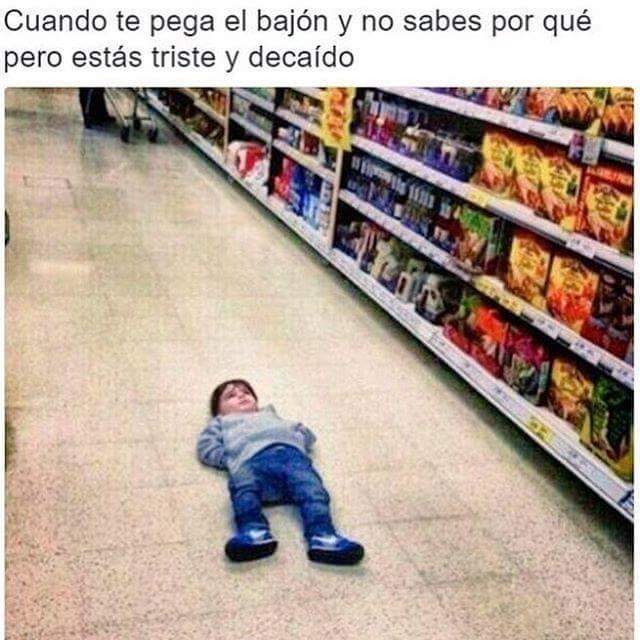 Cuando te pega el bajón y no sabes por qué
pero estás triste y decaído